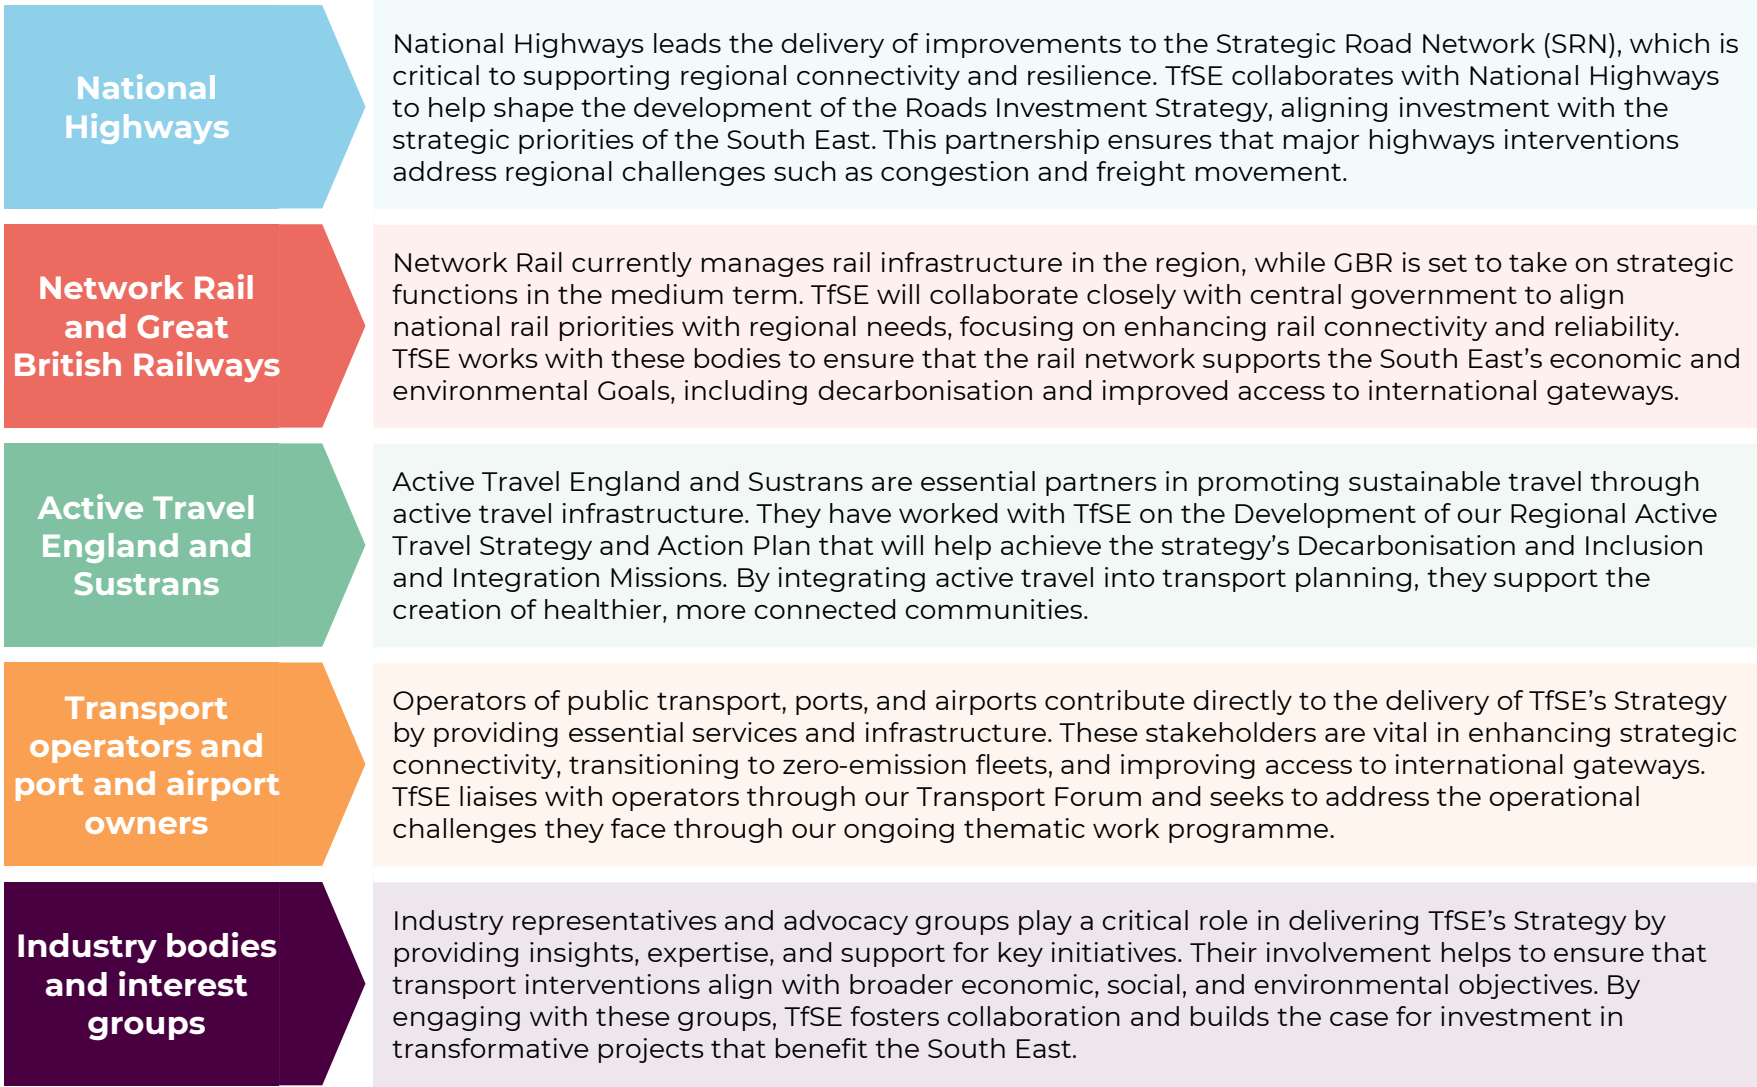 National
Highways
National Highways leads the delivery of improvements to the Strategic Road Network (SRN), which is
critical to supporting regional connectivity and resilience. TfSE collaborates with National Highways
to help shape the development of the Roads Investment Strategy, aligning investment with the
strategic priorities of the South East. This partnership ensures that major highways interventions
address regional challenges such as congestion and freight movement.
Network Rail
and Great
British Railways
Network Rail currently manages rail infrastructure in the region, while GBR is set to take on strategic
functions in the medium term. TfSE will collaborate closely with central government to align
national rail priorities with regional needs, focusing on enhancing rail connectivity and reliability.
TfSE works with these bodies to ensure that the rail network supports the South East’s economic and
environmental Goals, including decarbonisation and improved access to international gateways.
Active Travel
England and
Sustrans
Active Travel England and Sustrans are essential partners in promoting sustainable travel through
active travel infrastructure. They have worked with TfSE on the Development of our Regional Active
Travel Strategy and Action Plan that will help achieve the strategy’s Decarbonisation and Inclusion
and Integration Missions. By integrating active travel into transport planning, they support the
creation of healthier, more connected communities.
Transport
operators and
port and airport
owners
Operators of public transport, ports, and airports contribute directly to the delivery of TfSE’s Strategy
by providing essential services and infrastructure. These stakeholders are vital in enhancing strategic
connectivity, transitioning to zero-emission fleets, and improving access to international gateways.
TfSE liaises with operators through our Transport Forum and seeks to address the operational
challenges they face through our ongoing thematic work programme.
Industry bodies
and interest
groups
Industry representatives and advocacy groups play a critical role in delivering TfSE’s Strategy by
providing insights, expertise, and support for key initiatives. Their involvement helps to ensure that
transport interventions align with broader economic, social, and environmental objectives. By
engaging with these groups, TfSE fosters collaboration and builds the case for investment in
transformative projects that benefit the South East.